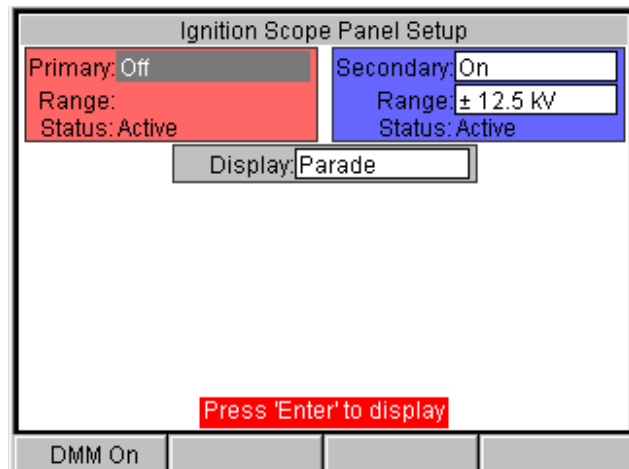 Ignition Scope Panel Setup
Primary: Off
Range:
Status: Active
Secondary: On
Range: ± 12.5 kV
Status: Active
Display: Parade
Press 'Enter' to display
DMM On